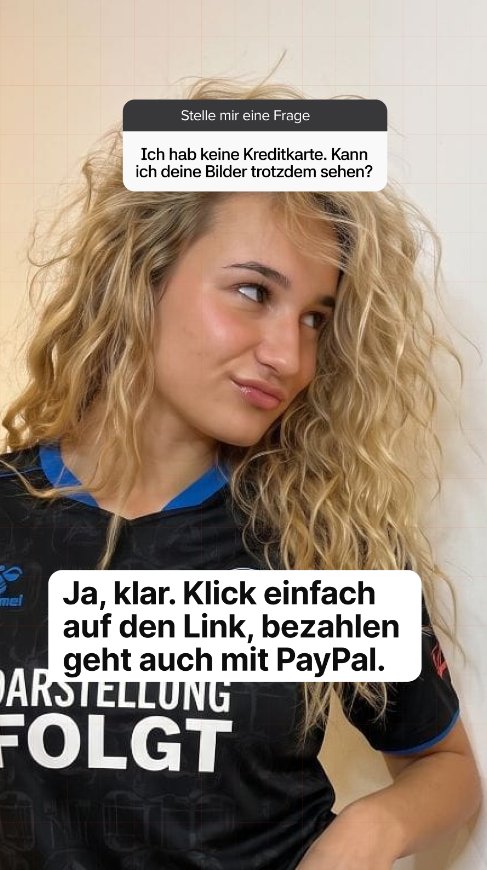 Stelle mir eine Frage
Ich hab keine Kreditkarte. Kann
ich deine Bilder trotzdem sehen?
Ja, klar. Klick einfach
auf den Link, bezahlen
geht auch mit PayPal.
DARSTELLUNG
FOLGT